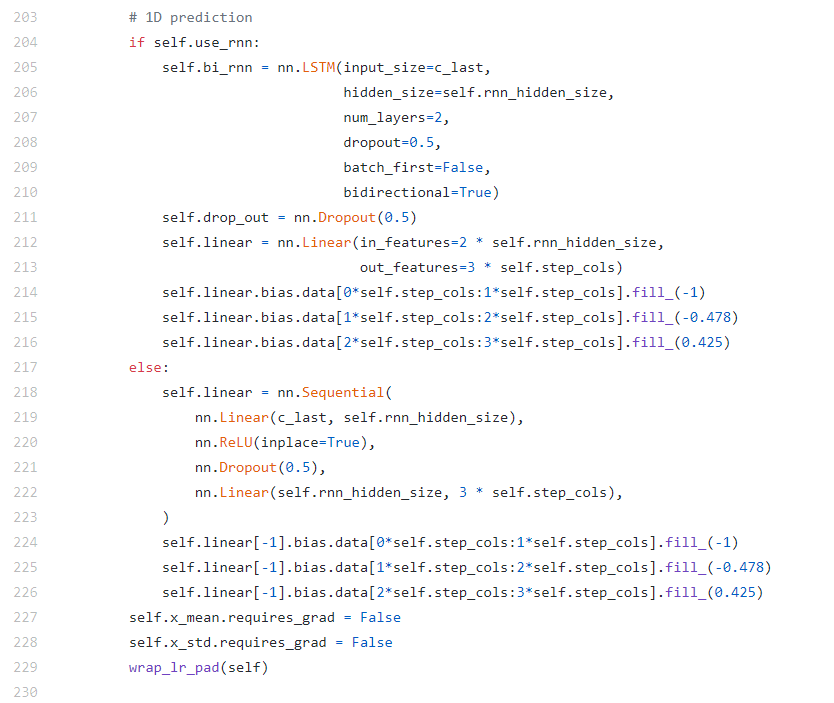 203           # 1D prediction
204           if self.use_rnn:
205               self.bi_rnn = nn.LSTM(input_size=c_last,
206                                     hidden_size=self.rnn_hidden_size,
207                                     num_layers=2,
208                                     dropout=0.5,
209                                     batch_first=False,
210                                     bidirectional=True)
211               self.drop_out = nn.Dropout(0.5)
212               self.linear = nn.Linear(in_features=2 * self.rnn_hidden_size,
213                                       out_features=3 * self.step_cols)
214               self.linear.bias.data[0*self.step_cols:1*self.step_cols].fill_(-1)
215               self.linear.bias.data[1*self.step_cols:2*self.step_cols].fill_(-0.478)
216               self.linear.bias.data[2*self.step_cols:3*self.step_cols].fill_(0.425)
217           else:
218               self.linear = nn.Sequential(
219                   nn.Linear(c_last, self.rnn_hidden_size),
220                   nn.ReLU(inplace=True),
221                   nn.Dropout(0.5),
222                   nn.Linear(self.rnn_hidden_size, 3 * self.step_cols),
223               )
224               self.linear[-1].bias.data[0*self.step_cols:1*self.step_cols].fill_(-1)
225               self.linear[-1].bias.data[1*self.step_cols:2*self.step_cols].fill_(-0.478)
226               self.linear[-1].bias.data[2*self.step_cols:3*self.step_cols].fill_(0.425)
227           self.x_mean.requires_grad = False
228           self.x_std.requires_grad = False
229           wrap_lr_pad(self)
230